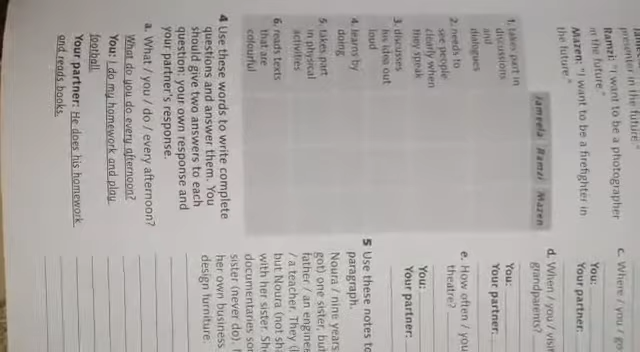 presenter in the future."
Ramzi: "I want to be a photographer
in the future."
Mazen: "I want to be a firefighter in
the future."
Jameela Ramzi Mazen
1. takes part in
discussions
and
dialogues
2. needs to
see people
clearly when
they speak
3. discusses
his idea out
loud
4. learns by
doing
5. takes part
in physical
activities
6. reads texts
that are
colourful
4 Use these words to write complete
questions and answer them. You
should give two answers to each
question: your own response and
your partner's response.
a. What / you / do / every afternoon?
What do you do every afternoon?
You: I do my homework and play
football.
Your partner: He does his homework
and reads books.
c. Where / you / go
You:
Your partner:
d. When / you / visit
grandparents?
You:
Your partner:
e. How often / you
theatre?
You:
Your partner:
5 Use these notes to
paragraph.
Noura / nine years
got) one sister, but
father / an engineer
/ a teacher. They
but Noura (not
with her sister.
documentaries
sister (never do).
her own business
design furniture.